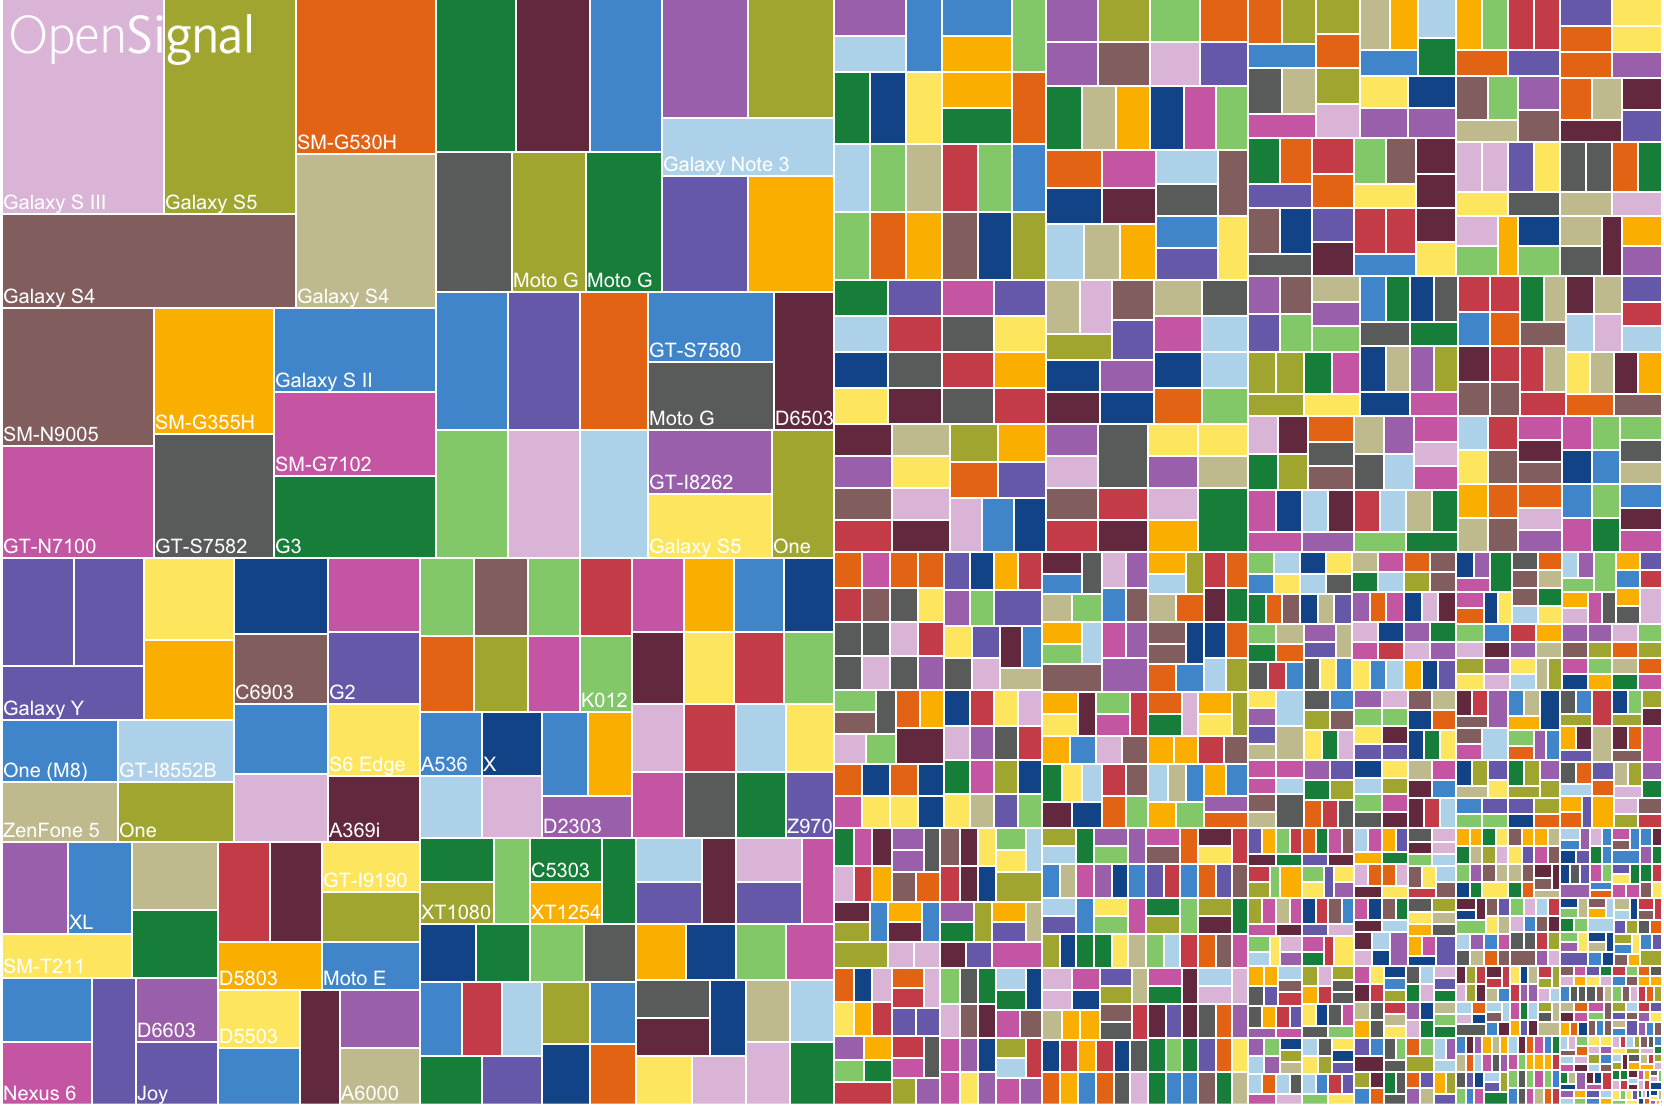 OpenSignal
Galaxy S III
Galaxy S5
SM-G530H
Galaxy S4
Galaxy S4
Moto G
Moto G
Galaxy Note 3
SM-N9005
SM-G355H
Galaxy S II
SM-G7102
GT-N7100
GT-S7582
G3
GT-S7580
Moto G
D6503
GT-I8262
Galaxy S5
One
Galaxy Y
C6903
G2
K012
One (M8)
GT-I8552B
S6 Edge
A536
X
ZenFone 5
One
A369i
D2303
Z970
XL
GT-I9190
C5303
XT1080
XT1254
SM-T211
D5803
Moto E
D6603
D5503
Nexus 6
Joy
A6000